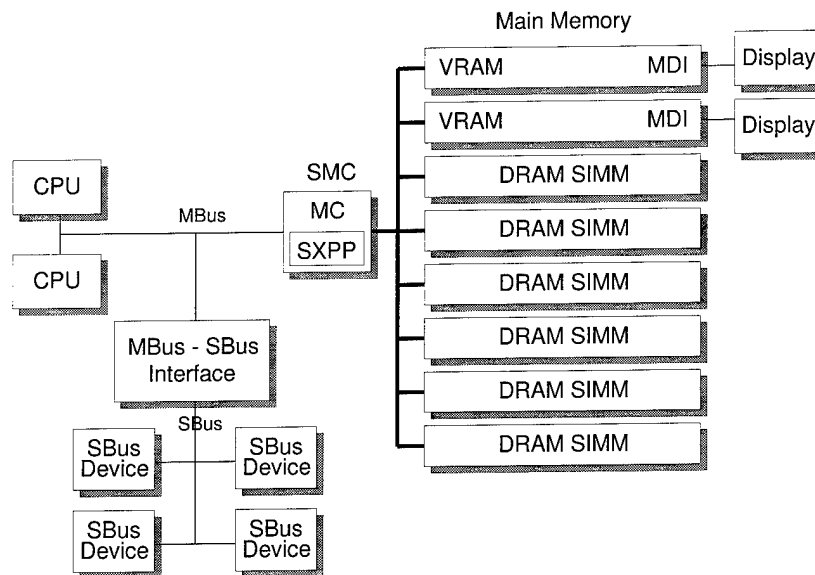 Main Memory
VRAM MDI
Display
VRAM MDI
Display
DRAM SIMM
DRAM SIMM
DRAM SIMM
DRAM SIMM
DRAM SIMM
DRAM SIMM
SMC
MC
SXPP
CPU
MBus
CPU
MBus - SBus
Interface
SBus
SBus
Device
SBus
Device
SBus
Device
SBus
Device